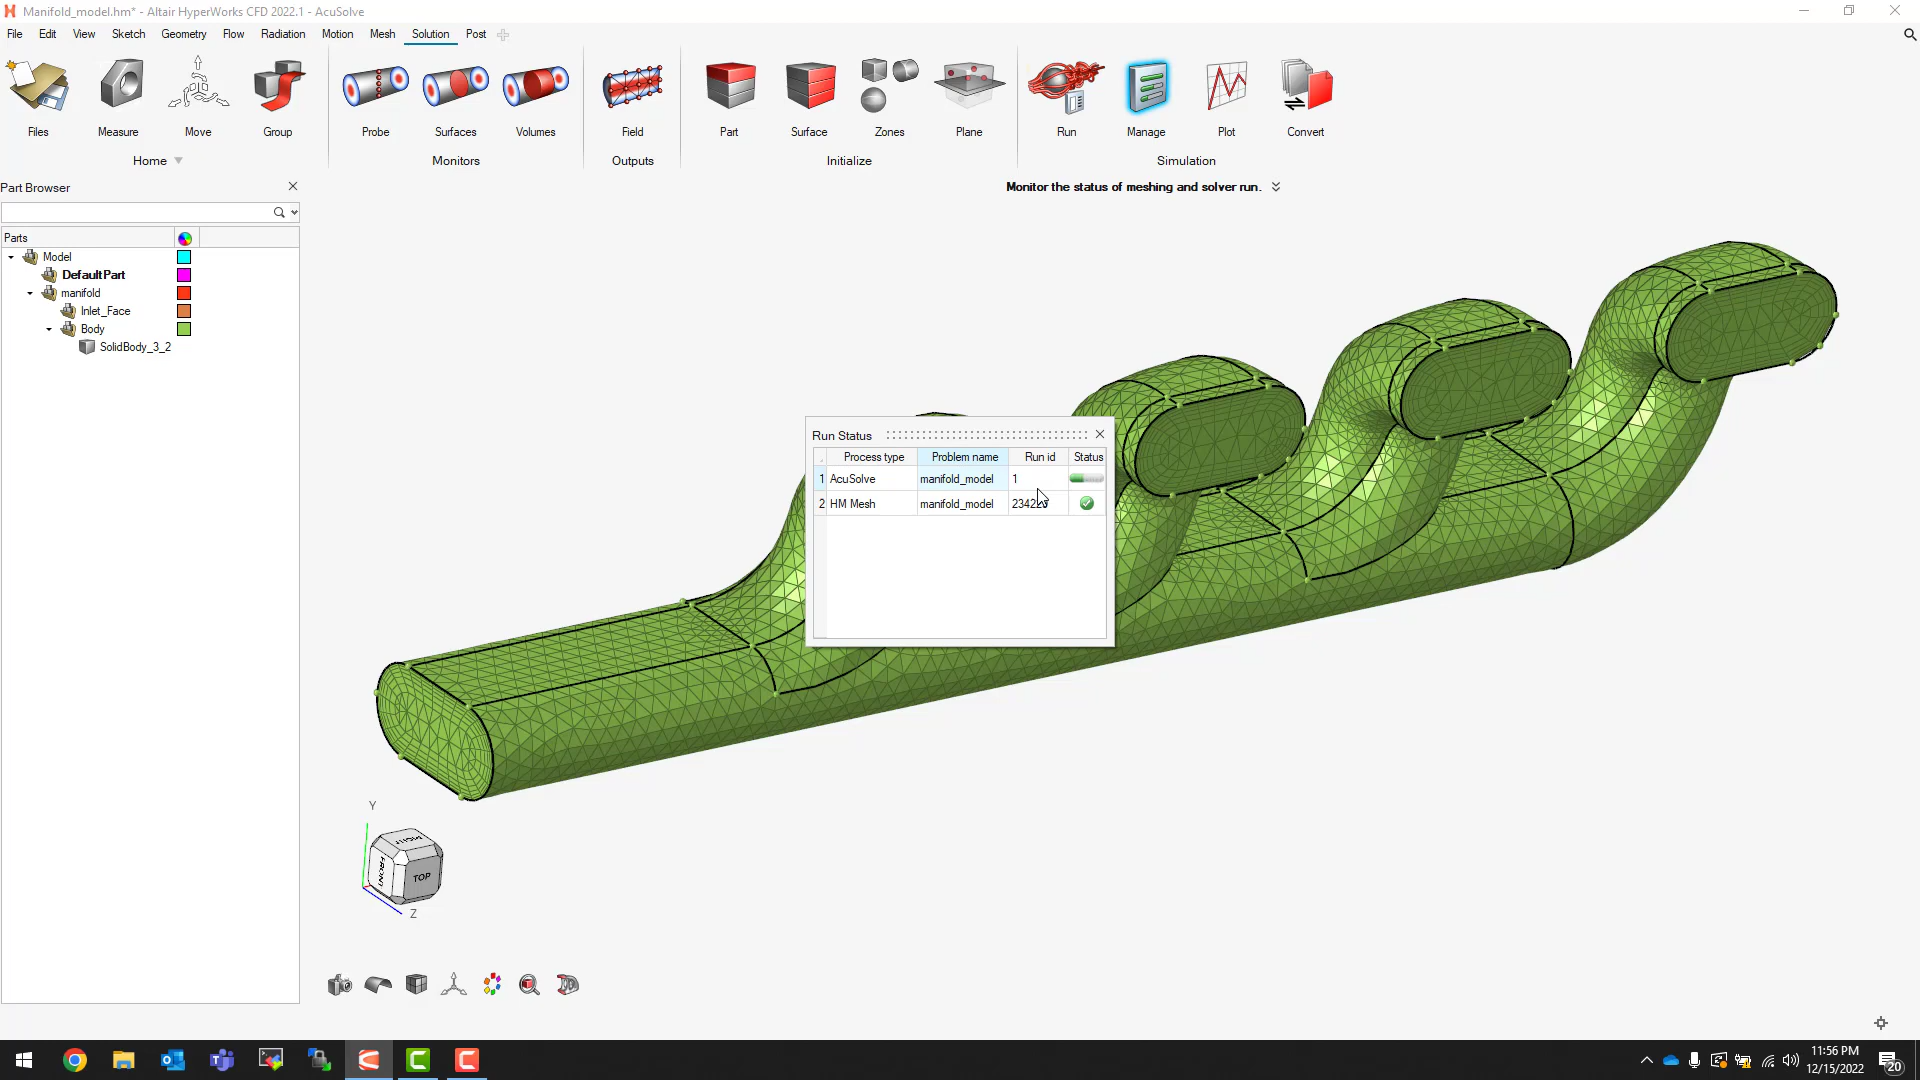 Manifold_model.hm* - Altair HyperWorks CFD 2022.1 - AcuSolve
File Edit View Sketch Geometry Flow Radiation Motion Mesh Solution Post
Files Measure Move Group Probe Surfaces Volumes Field Part Surface Zones Plane Run Manage Plot Convert
Home Monitors Outputs Initialize Simulation
Part Browser
Monitor the status of meshing and solver run.
Parts
Model
DefaultPart
manifold
Inlet_Face
Body
SolidBody_3_2
Run Status
Process type Problem name Run id Status
1 AcuSolve manifold_model 1
2 HM Mesh manifold_model
Y
RIGHT
FRONT
TOP
Z
11:56 PM
12/15/2022
20